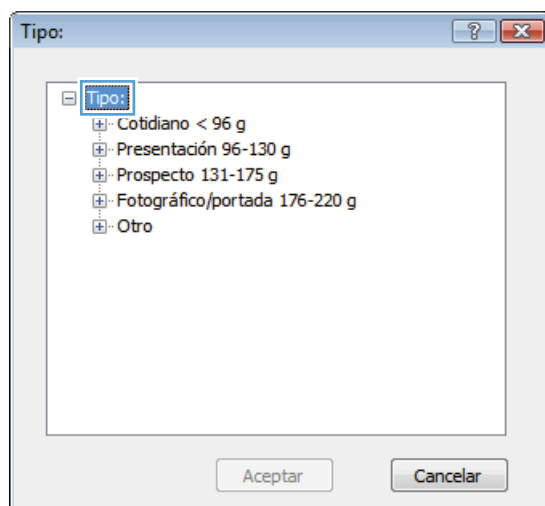 Tipo:
Tipo:
Cotidiano < 96 g
Presentación 96-130 g
Prospecto 131-175 g
Fotográfico/portada 176-220 g
Otro
Aceptar Cancelar